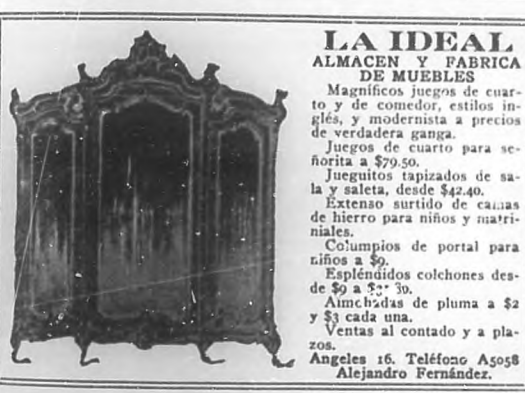 LA IDEAL
ALMACEN Y FABRICA
DE MUEBLES
Magníficos juegos de cuar-
to y de comedor, estilos in-
glés, y modernista a precios
de verdadera ganga.
Juegos de cuarto para se-
ñorita a $79.50.
Jueguitos tapizados de sa-
la y saleta, desde $42.40.
Extenso surtido de camas
de hierro para niños y matri-
niales.
Columpios de portal para
niños a $9.
Espléndidos colchones des-
de $9 a
Almohadas de pluma a $2
y $3 cada una.
Ventas al contado y a pla-
zos.
Angeles 16. Teléfono A5058
Alejandro Fernández.